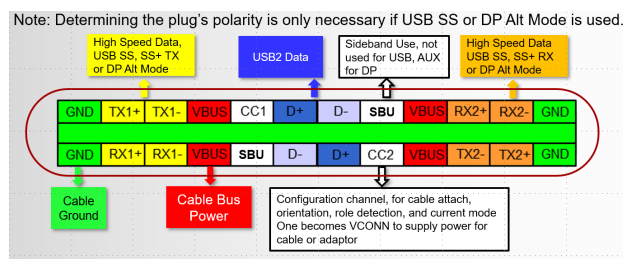 Note: Determining the plug's polarity is only necessary if USB SS or DP Alt Mode is used.
High Speed Data,
USB SS, SS+ TX
or DP Alt Mode
USB2 Data
Sideband Use, not
used for USB, AUX
for DP
High Speed Data
USB SS, SS+ RX
or DP Alt Mode
GND TX1+ TX1- VBUS CC1 D+ D- SBU VBUS RX2+ RX2- GND
GND RX1+ RX1- VBUS SBU D- D+ CC2 VBUS TX2- TX2+ GND
Cable
Ground
Cable Bus
Power
Configuration channel, for cable attach,
orientation, role detection, and current mode
One becomes VCONN to supply power for
cable or adaptor